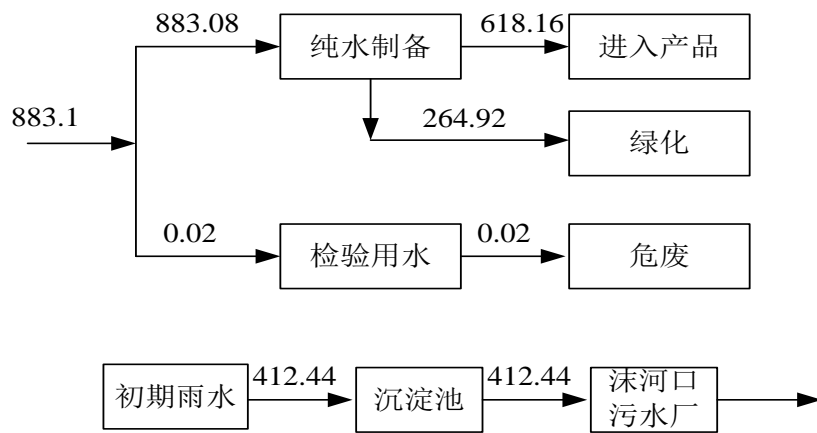 883.08
纯水制备
618.16
进入产品
883.1
264.92
绿化
0.02
检验用水
0.02
危废
初期雨水
412.44
沉淀池
412.44
沫河口
污水厂